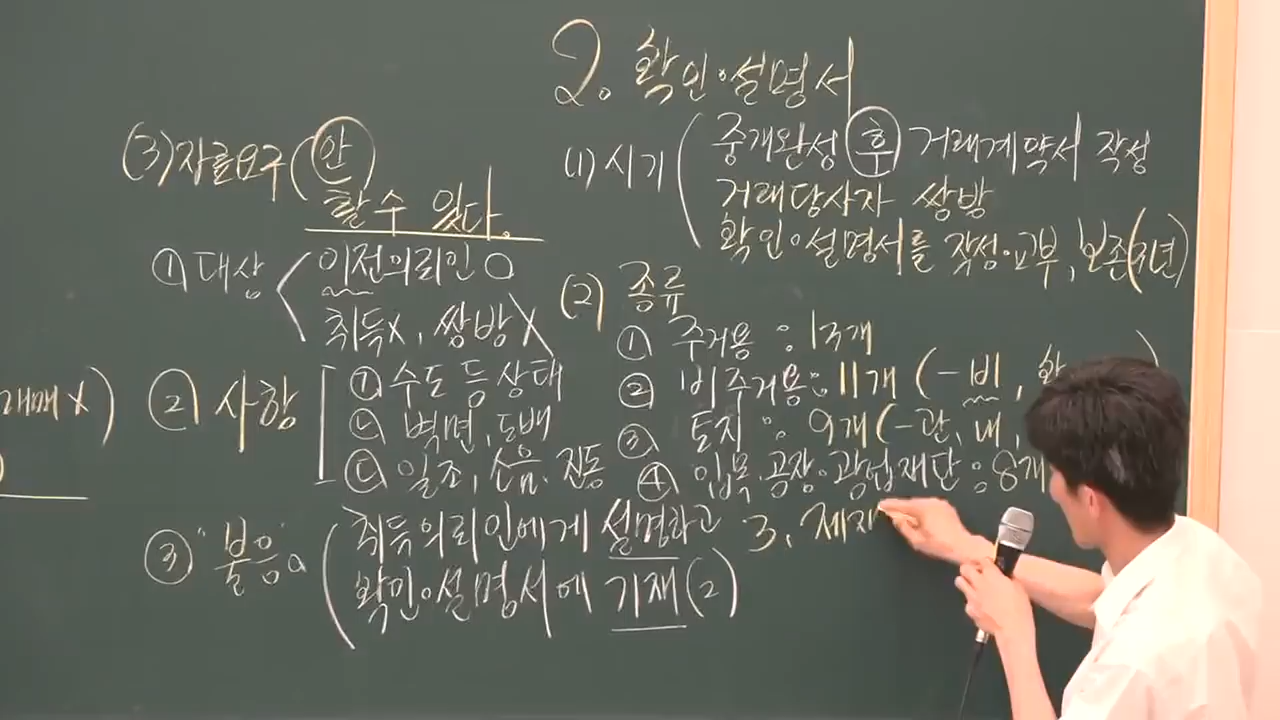 개매 x)
(3) 자료요구 (안
할 수 있다.
① 대상 < 이전의뢰인 O
취득x, 쌍방 X
② 사항
㉠ 수도 등 상태
㉡ 벽면, 도배
㉢ 일조, 소음·진동
③ "불응"
취득의뢰인에게 설명하고
확인·설명서에 기재(2)
2. 확인·설명서
(1) 시기
중개완성 후 거래계약서 작성
거래당사자 쌍방
확인·설명서를 작성·교부, 보존(3년)
(2) 종류
① 주거용 : 13개
② 비주거용 : 11개 (-비, 환
③ 토지 : 9개 (-관, 내,
④ 입목·공장·광업재단 : 8개
3. 제재